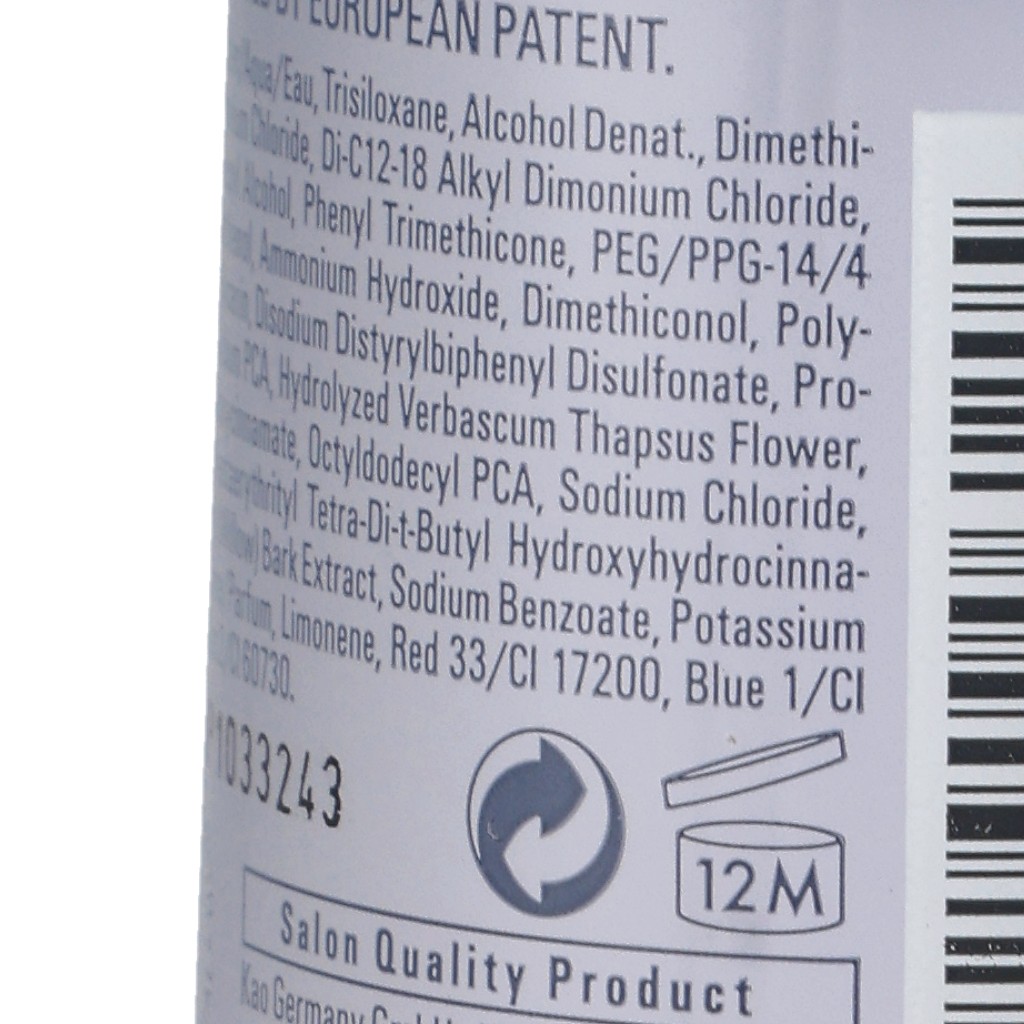 EUROPEAN PATENT.
Aqua/Eau, Trisiloxane, Alcohol Denat., Dimethi-
Chloride, Di-C12-18 Alkyl Dimonium Chloride,
Alcohol, Phenyl Trimethicone, PEG/PPG-14/4
Ammonium Hydroxide, Dimethiconol, Poly-
Disodium Distyrylbiphenyl Disulfonate, Pro-
PCA, Hydrolyzed Verbascum Thapsus Flower,
Octyldodecyl PCA, Sodium Chloride,
Tetra-Di-t-Butyl Hydroxyhydrocinna-
Bark Extract, Sodium Benzoate, Potassium
Parfum, Limonene, Red 33/CI 17200, Blue 1/CI
60730.
1033243
12M
Salon Quality Product
Kao Germany